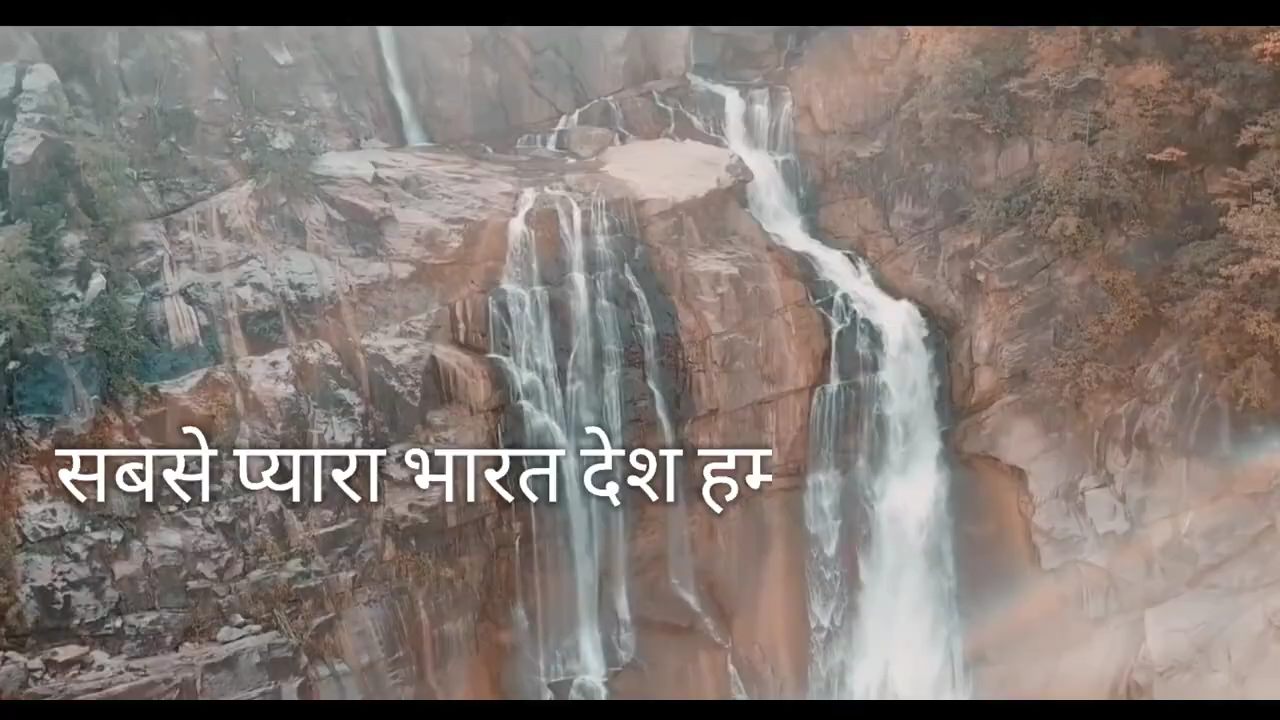 सबसे प्यारा भारत देश हम